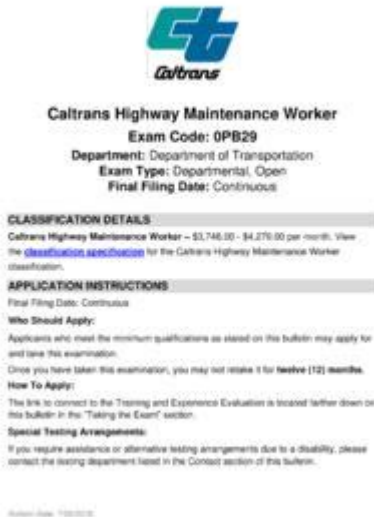 Caltrans
Caltrans Highway Maintenance Worker
Exam Code: 0PB29
Department: Department of Transportation
Exam Type: Departmental, Open
Final Filing Date: Continuous
CLASSIFICATION DETAILS
Caltrans Highway Maintenance Worker – $3,746.00 - $4,276.00 per month. View
the classification specification for the Caltrans Highway Maintenance Worker
classification.
APPLICATION INSTRUCTIONS
Final Filing Date: Continuous
Who Should Apply:
Applicants who meet the minimum qualifications as stated on this bulletin may apply for
and take this examination.
Once you have taken this examination, you may not retake it for twelve (12) months.
How To Apply:
The link to connect to the Training and Experience Evaluation is located farther down on
this bulletin in the "Taking the Exam" section.
Special Testing Arrangements:
If you require assistance or alternative testing arrangements due to a disability, please
contact the testing department listed in the Contact section of this bulletin.
Bulletin Date: